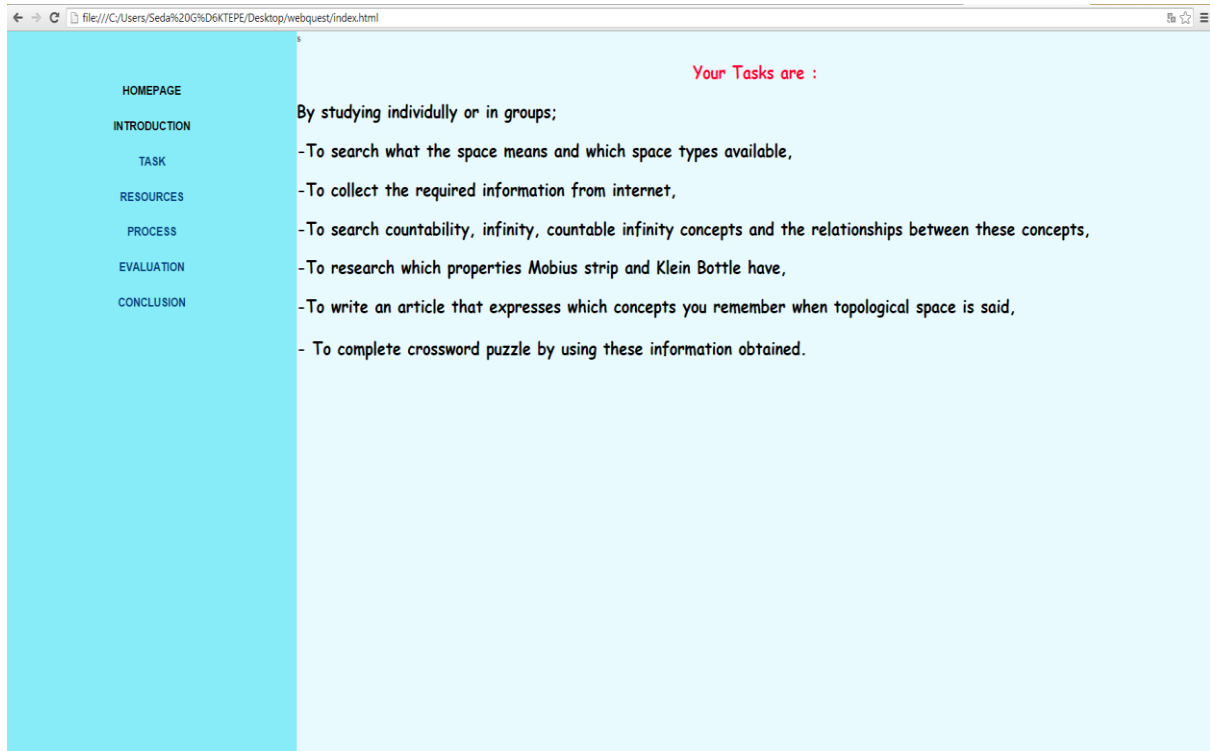 file:///C:/Users/Seda%20G%D6KTEPE/Desktop/webquest/index.html
s
HOMEPAGE
INTRODUCTION
TASK
RESOURCES
PROCESS
EVALUATION
CONCLUSION
Your Tasks are :
By studying individully or in groups;
-To search what the space means and which space types available,
-To collect the required information from internet,
-To search countability, infinity, countable infinity concepts and the relationships between these concepts,
-To research which properties Mobius strip and Klein Bottle have,
-To write an article that expresses which concepts you remember when topological space is said,
- To complete crossword puzzle by using these information obtained.